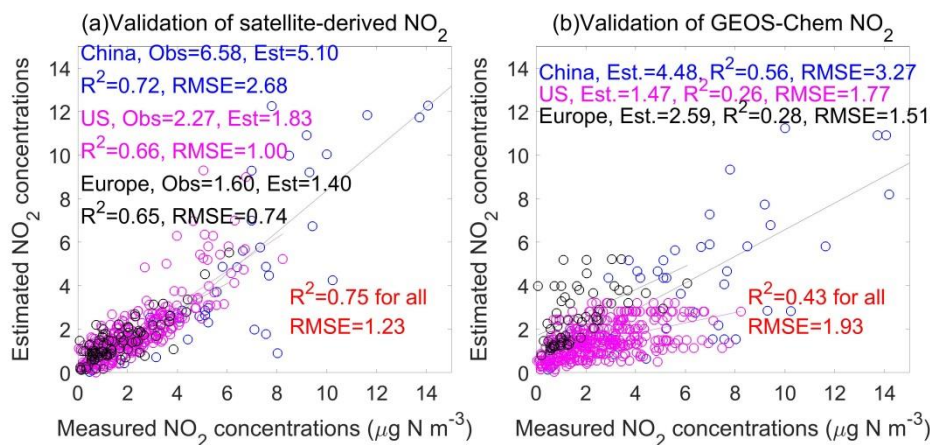 (a)Validation of satellite-derived NO2
China, Obs=6.58, Est=5.10
R²=0.72, RMSE=2.68
US, Obs=2.27, Est=1.83
R²=0.66, RMSE=1.00
Europe, Obs=1.60, Est=1.40
R²=0.65, RMSE=0.74
R²=0.75 for all
RMSE=1.23
Estimated NO2 concentrations
14
12
10
8
6
4
2
0
0 2 4 6 8 10 12 14
Measured NO2 concentrations (μg N m⁻³)
(b)Validation of GEOS-Chem NO2
China, Est.=4.48, R²=0.56, RMSE=3.27
US, Est.=1.47, R²=0.26, RMSE=1.77
Europe, Est.=2.59, R²=0.28, RMSE=1.51
R²=0.43 for all
RMSE=1.93
Estimated NO2 concentrations
14
12
10
8
6
4
2
0
0 2 4 6 8 10 12 14
Measured NO2 concentrations (μg N m⁻³)